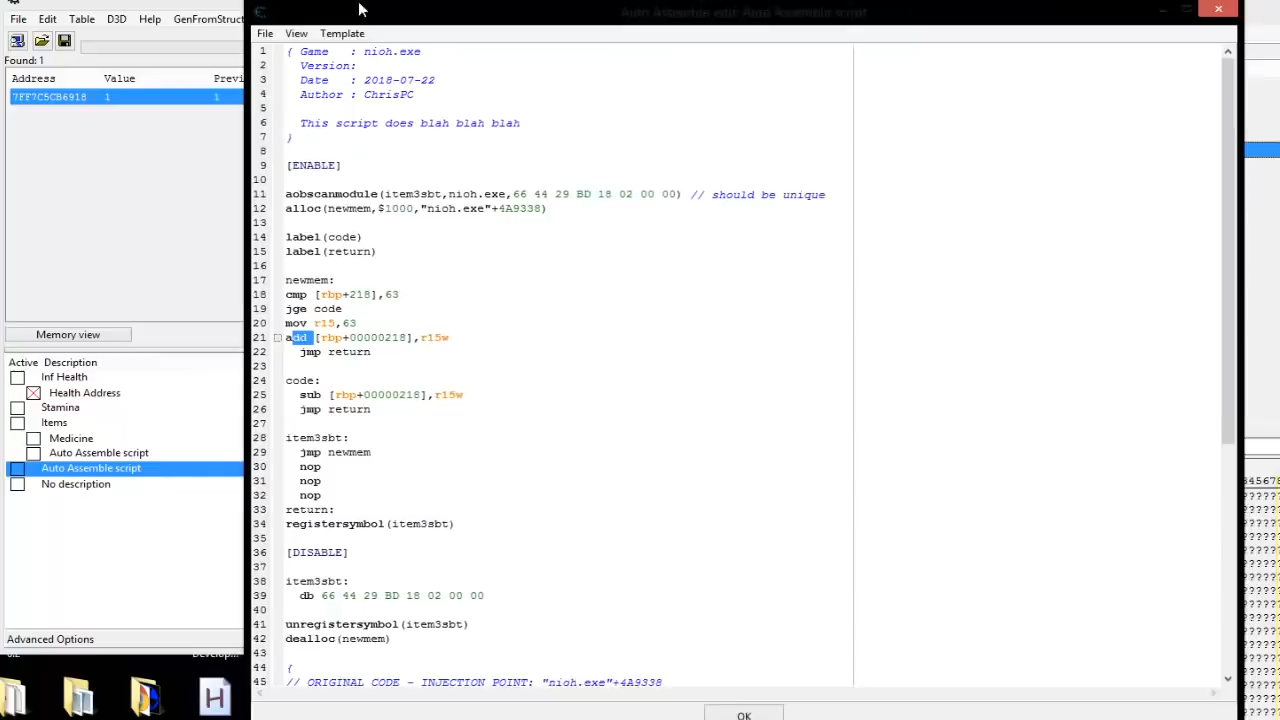 File Edit Table D3D Help GenFromStruct
Found: 1
Address Value Previ
7FF7C5CB6918 1 1
Memory view
Active Description
Inf Health
Health Address
Stamina
Items
Medicine
Auto Assemble script
Auto Assemble script
No description
Advanced Options
Develop...
Auto Assemble edit: Auto Assemble script
File View Template
1 { Game : nioh.exe
2 Version:
3 Date : 2018-07-22
4 Author : ChrisPC
5
6 This script does blah blah blah
7 }
8
9 [ENABLE]
10
11 aobscanmodule(item3sbt,nioh.exe,66 44 29 BD 18 02 00 00) // should be unique
12 alloc(newmem,$1000,"nioh.exe"+4A9338)
13
14 label(code)
15 label(return)
16
17 newmem:
18 cmp [rbp+218],63
19 jge code
20 mov r15,63
21 add [rbp+00000218],r15w
22 jmp return
23
24 code:
25 sub [rbp+00000218],r15w
26 jmp return
27
28 item3sbt:
29 jmp newmem
30 nop
31 nop
32 nop
33 return:
34 registersymbol(item3sbt)
35
36 [DISABLE]
37
38 item3sbt:
39 db 66 44 29 BD 18 02 00 00
40
41 unregistersymbol(item3sbt)
42 dealloc(newmem)
43
44 {
45 // ORIGINAL CODE - INJECTION POINT: "nioh.exe"+4A9338
OK